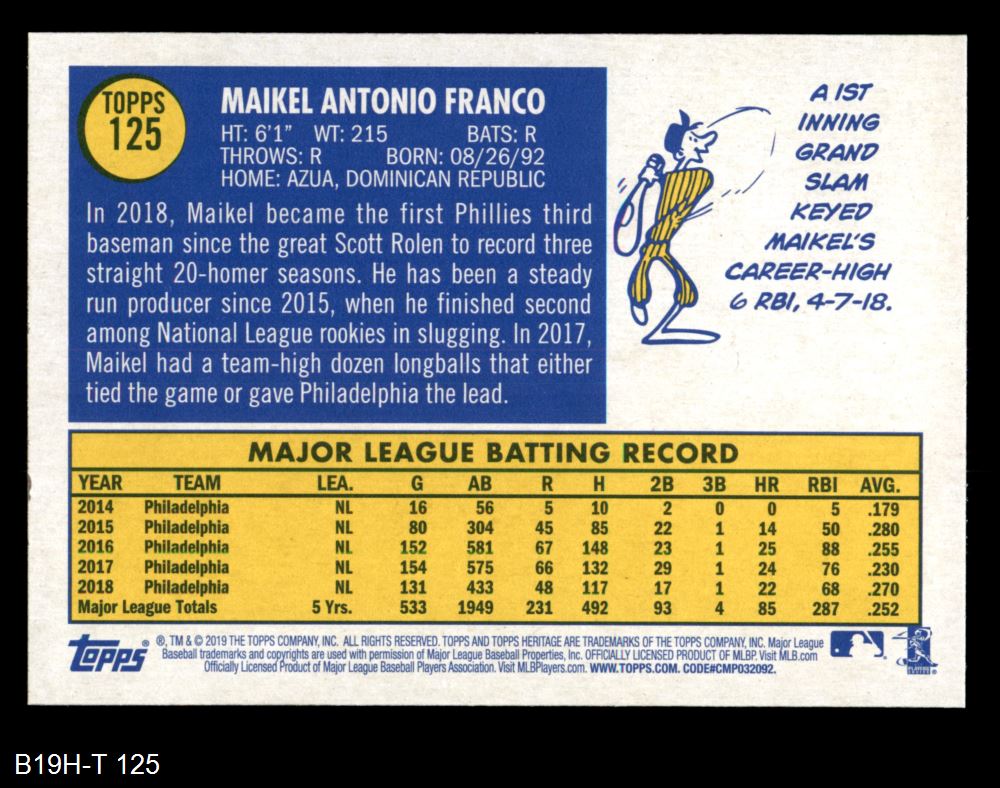 TOPPS
125
MAIKEL ANTONIO FRANCO
HT: 6'1" WT: 215 BATS: R
THROWS: R BORN: 08/26/92
HOME: AZUA, DOMINICAN REPUBLIC
In 2018, Maikel became the first Phillies third
baseman since the great Scott Rolen to record three
straight 20-homer seasons. He has been a steady
run producer since 2015, when he finished second
among National League rookies in slugging. In 2017,
Maikel had a team-high dozen longballs that either
tied the game or gave Philadelphia the lead.
A 1ST
INNING
GRAND
SLAM
KEYED
MAIKEL'S
CAREER-HIGH
6 RBI, 4-7-18.
MAJOR LEAGUE BATTING RECORD
YEAR TEAM LEA. G AB R H 2B 3B HR RBI AVG.
2014 Philadelphia NL 16 56 5 10 2 0 0 5 .179
2015 Philadelphia NL 80 304 45 85 22 1 14 50 .280
2016 Philadelphia NL 152 581 67 148 23 1 25 88 .255
2017 Philadelphia NL 154 575 66 132 29 1 24 76 .230
2018 Philadelphia NL 131 433 48 117 17 1 22 68 .270
Major League Totals 5 Yrs. 533 1949 231 492 93 4 85 287 .252
TOPPS ®
®, TM & © 2019 THE TOPPS COMPANY, INC. ALL RIGHTS RESERVED. TOPPS AND TOPPS HERITAGE ARE TRADEMARKS OF THE TOPPS COMPANY, INC. Major League
Baseball trademarks and copyrights are used with permission of Major League Baseball Properties, Inc. OFFICIALLY LICENSED PRODUCT OF MLBP. Visit MLB.com
Officially Licensed Product of Major League Baseball Players Association. Visit MLBPlayers.com. WWW.TOPPS.COM. CODE#CMP032092.
B19H-T 125